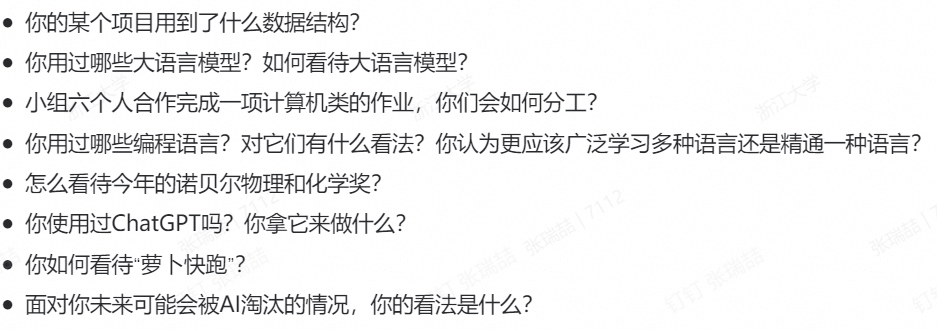 • 你的某个项目用到了什么数据结构？
• 你用过哪些大语言模型？如何看待大语言模型？
• 小组六个人合作完成一项计算机类的作业，你们会如何分工？
• 你用过哪些编程语言？对它们有什么看法？你认为更应该广泛学习多种语言还是精通一种语言？
• 怎么看待今年的诺贝尔物理和化学奖？
• 你使用过ChatGPT吗？你拿它来做什么？
• 你如何看待“萝卜快跑”？
• 面对你未来可能会被AI淘汰的情况，你的看法是什么？
浙江大学
张瑞喆 | 7112
钉钉 张瑞喆